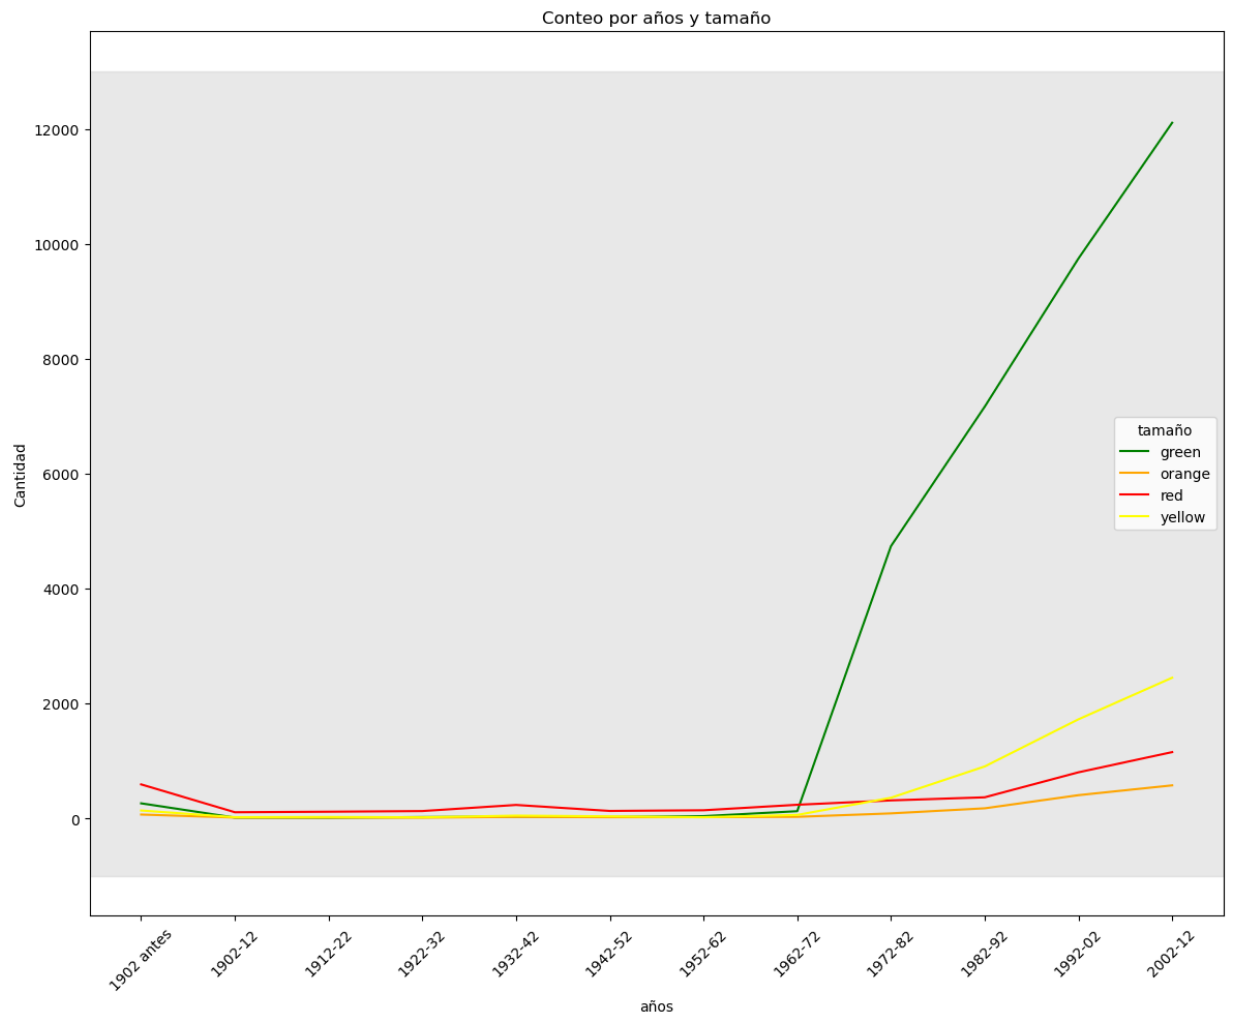 Conteo por años y tamaño
Cantidad
12000
10000
8000
6000
4000
2000
0
tamaño
green
orange
red
yellow
1902 antes
1902-12
1912-22
1922-32
1932-42
1942-52
1952-62
1962-72
1972-82
1982-92
1992-02
2002-12
años